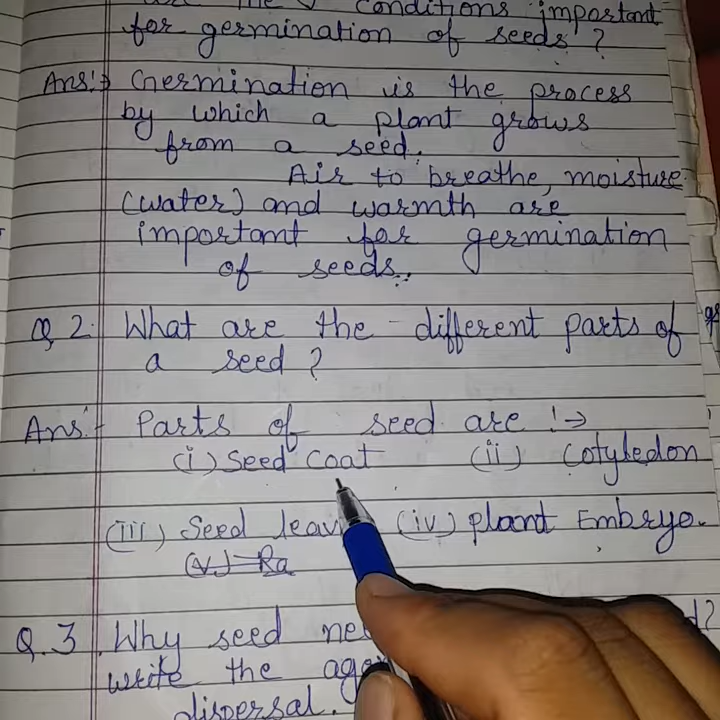 conditions important
for germination of seeds ?
Ans:→ Germination is the process
by which a plant grows
from a seed.
Air to breathe, moisture
(water) and warmth are
important for germination
of seeds.
Q 2. What are the different parts of
a seed ?
Ans:- Parts of seed are :→
(i) Seed coat (ii) Cotyledon
(iii) Seed (iv) plant Embryo.
(v) Ra
Q.3 Why seed
write the
dispersal.